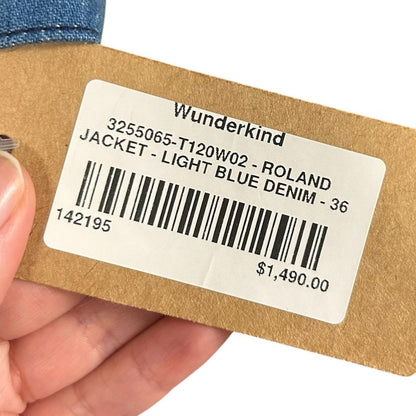 Wunderkind
3255065-T120W02 - ROLAND
JACKET - LIGHT BLUE DENIM - 36
142195
$1,490.00